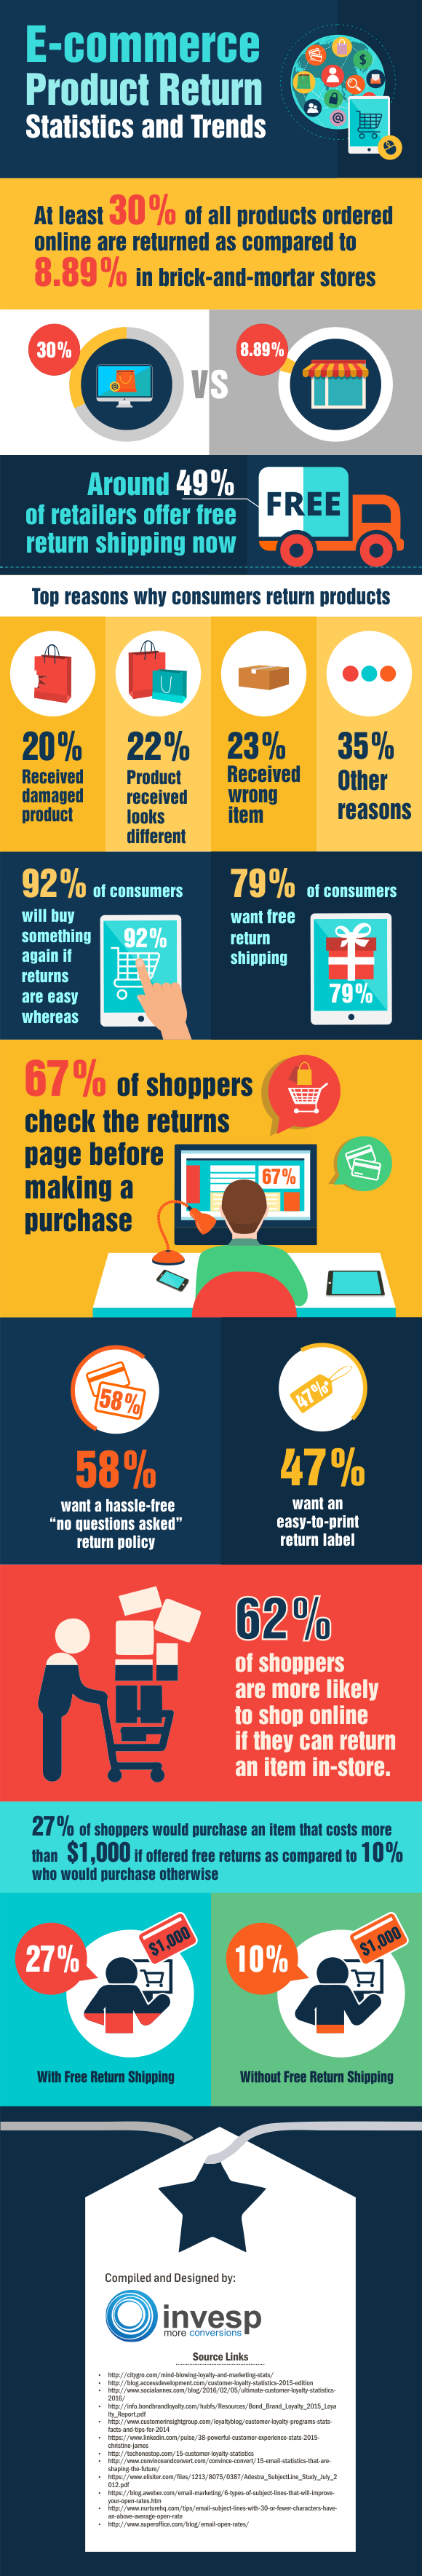 E-commerce
Product Return
Statistics and Trends
At least 30% of all products ordered
online are returned as compared to
8.89% in brick-and-mortar stores
30%
VS
8.89%
Around 49%
of retailers offer free
return shipping now
FREE
Top reasons why consumers return products
20%
Received
damaged
product
22%
Product
received
looks
different
23%
Received
wrong
item
35%
Other
reasons
92% of consumers
will buy
something
again if
returns
are easy
whereas
92%
79% of consumers
want free
return
shipping
79%
67% of shoppers
check the returns
page before
making a
purchase
67%
58%
58%
want a hassle-free
“no questions asked”
return policy
47%
47%
want an
easy-to-print
return label
62%
of shoppers
are more likely
to shop online
if they can return
an item in-store.
27% of shoppers would purchase an item that costs more
than $1,000 if offered free returns as compared to 10%
who would purchase otherwise
27%
$1,000
With Free Return Shipping
10%
$1,000
Without Free Return Shipping
Compiled and Designed by:
invesp
more conversions
Source Links
• http://citygro.com/mind-blowing-loyalty-and-marketing-stats/
• http://blog.accessdevelopment.com/customer-loyalty-statistics-2015-edition
• http://www.socialannex.com/blog/2016/02/05/ultimate-customer-loyalty-statistics-
2016/
• http://info.bondbrandloyalty.com/hubfs/Resources/Bond_Brand_Loyalty_2015_Loya
lty_Report.pdf
• http://www.customerinsightgroup.com/loyaltyblog/customer-loyalty-programs-stats-
facts-and-tips-for-2014
• https://www.linkedin.com/pulse/38-powerful-customer-experience-stats-2015-
christine-james
• http://techonestop.com/15-customer-loyalty-statistics
• http://www.convinceandconvert.com/convince-convert/15-email-statistics-that-are-
shaping-the-future/
• https://www.elixiter.com/files/1213/8075/0387/Adestra_SubjectLine_Study_July_2
012.pdf
• https://blog.aweber.com/email-marketing/6-types-of-subject-lines-that-will-improve-
your-open-rates.htm
• http://www.nurturehq.com/tips/email-subject-lines-with-30-or-fewer-characters-have-
an-above-average-open-rate
• http://www.superoffice.com/blog/email-open-rates/